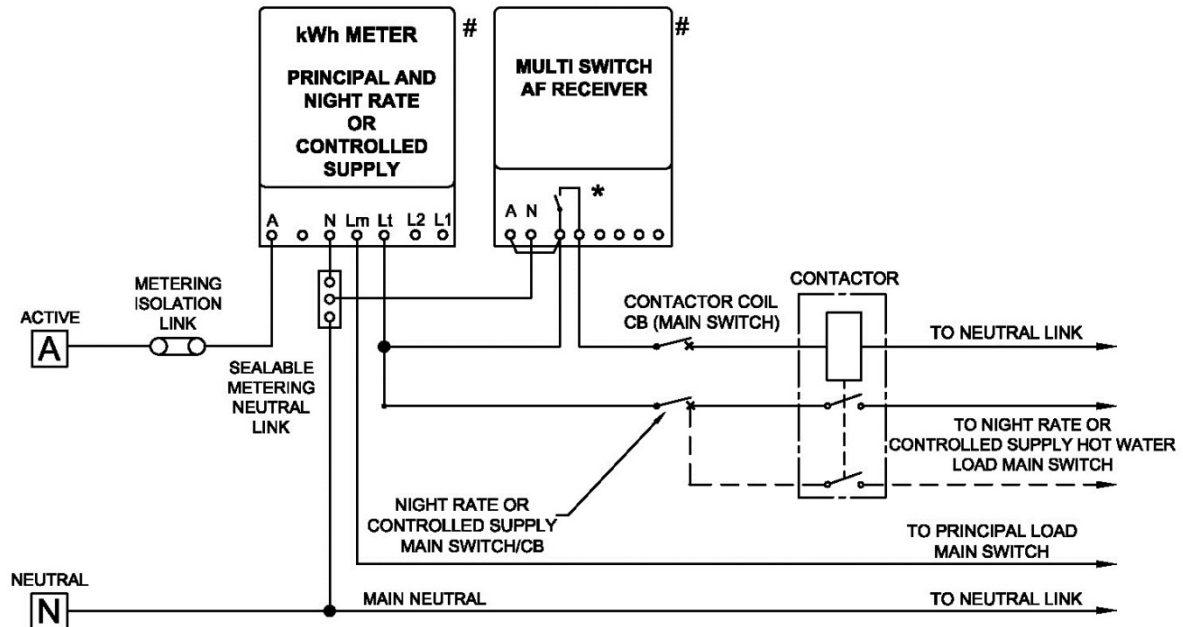 kWh METER
PRINCIPAL AND
NIGHT RATE
OR
CONTROLLED
SUPPLY
#
MULTI SWITCH
AF RECEIVER
#
*
A N Lm Lt L2 L1
A N
METERING
ISOLATION
LINK
ACTIVE
A
SEALABLE
METERING
NEUTRAL
LINK
CONTACTOR COIL
CB (MAIN SWITCH)
CONTACTOR
TO NEUTRAL LINK
TO NIGHT RATE OR
CONTROLLED SUPPLY HOT WATER
LOAD MAIN SWITCH
NIGHT RATE OR
CONTROLLED SUPPLY
MAIN SWITCH/CB
TO PRINCIPAL LOAD
MAIN SWITCH
NEUTRAL
N
MAIN NEUTRAL
TO NEUTRAL LINK